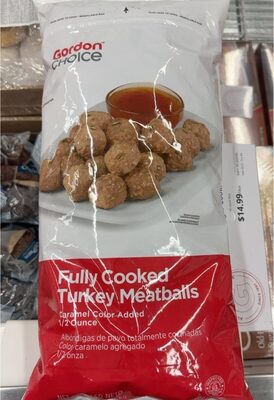 Gordon
CHOICE
$14.99
Fully Cooked
Turkey Meatballs
Caramel Color Added
1/2 Ounce
Albóndigas de pavo totalmente cocinadas
Color caramelo agregado
1/2 onza